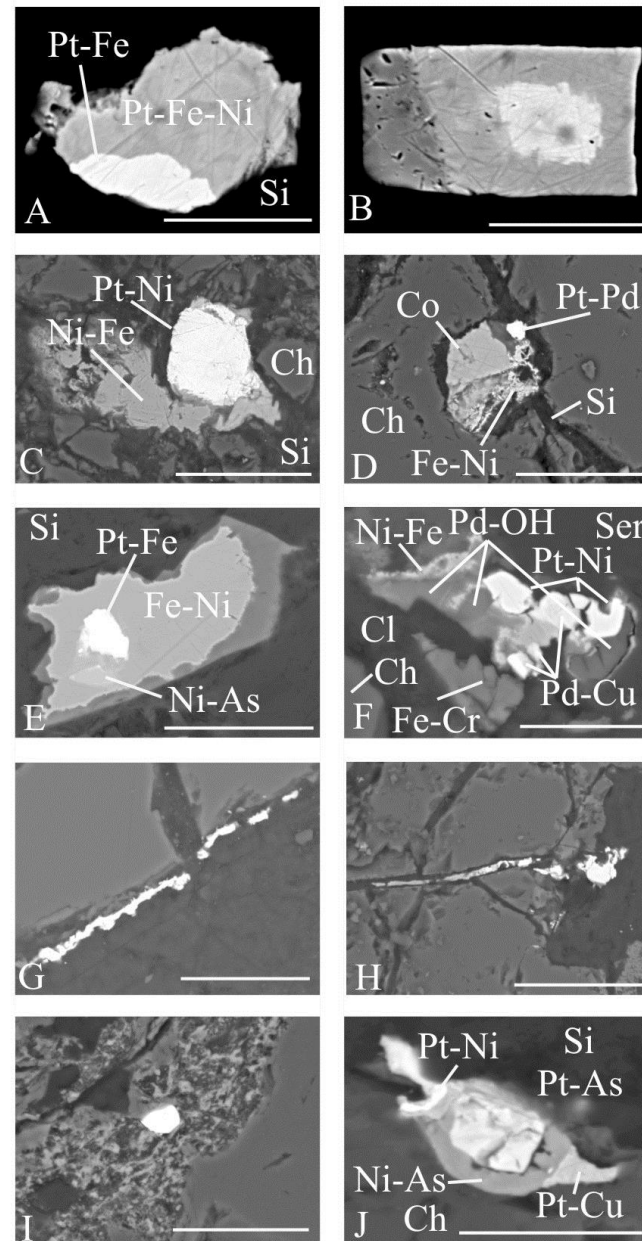 Pt-Fe
Pt-Fe-Ni
Si
A
B
Pt-Ni
Ni-Fe
Ch
Si
C
Co
Pt-Pd
Ch
Si
Fe-Ni
D
Si
Pt-Fe
Fe-Ni
Ni-As
E
Ni-Fe
Pd-OH
Ser
Pt-Ni
Cl
Ch
Pd-Cu
Fe-Cr
F
G
H
I
Pt-Ni
Si
Pt-As
Ni-As
Pt-Cu
Ch
J